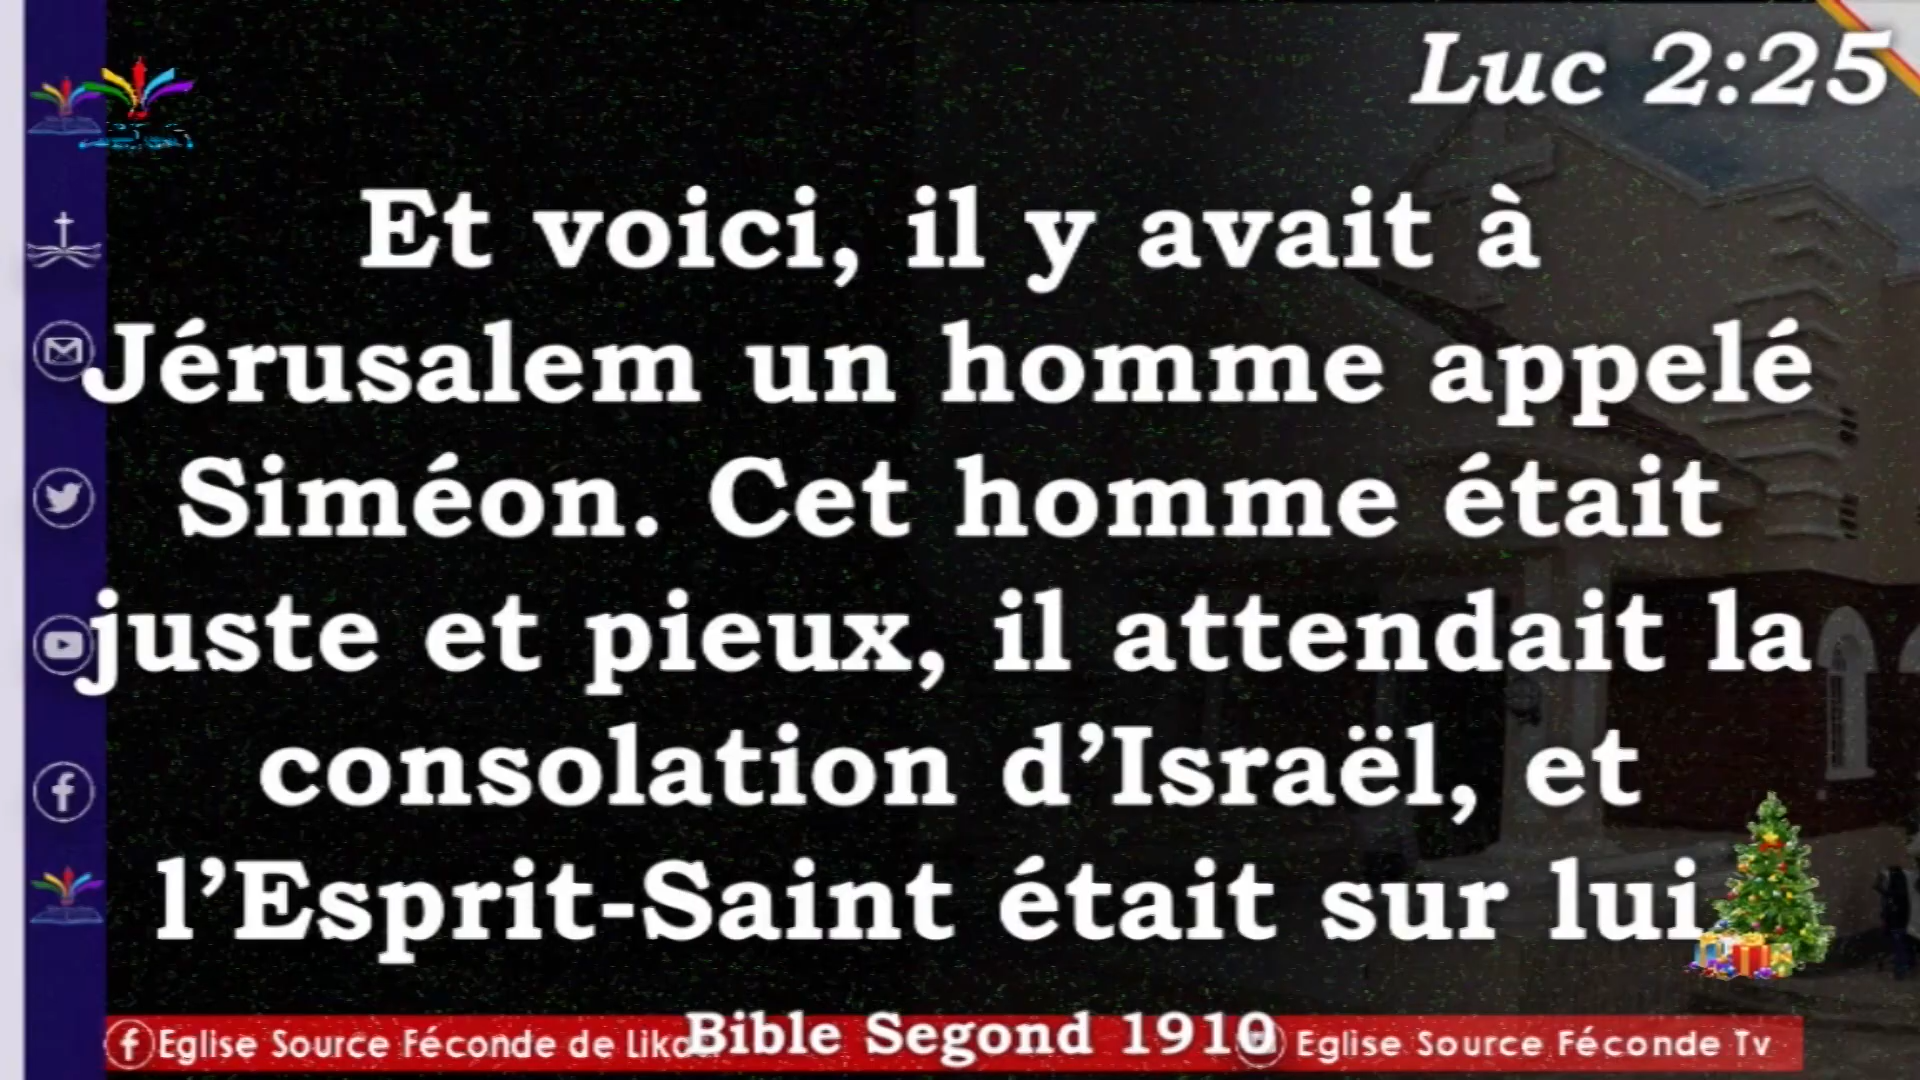 Luc 2:25
Et voici, il y avait à
Jérusalem un homme appelé
Siméon. Cet homme était
juste et pieux, il attendait la
consolation d’Israël, et
l’Esprit-Saint était sur lui
Eglise Source Féconde de
Bible Segond 1910
Eglise Source Féconde Tv